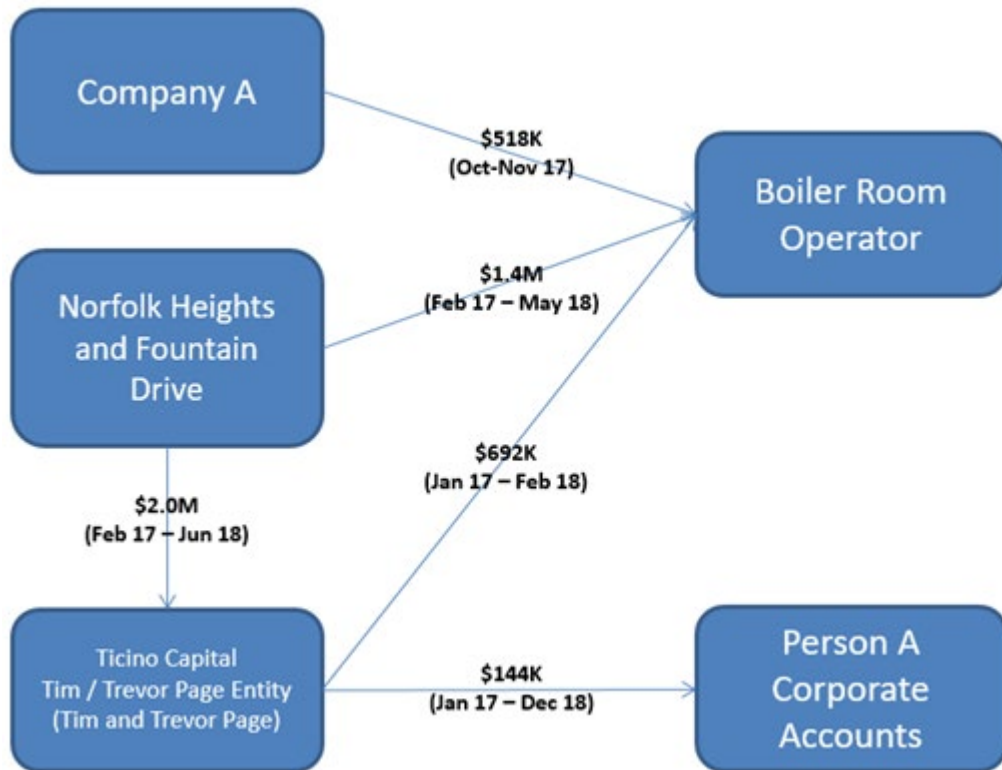 Company A
$518K
(Oct-Nov 17)
Boiler Room
Operator
Norfolk Heights
and Fountain
Drive
$1.4M
(Feb 17 – May 18)
$692K
(Jan 17 – Feb 18)
$2.0M
(Feb 17 – Jun 18)
Ticino Capital
Tim / Trevor Page Entity
(Tim and Trevor Page)
$144K
(Jan 17 – Dec 18)
Person A
Corporate
Accounts